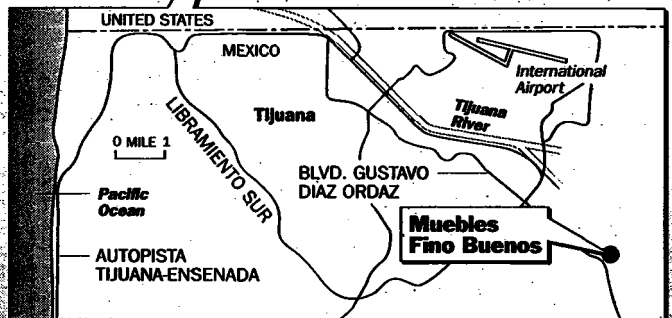 UNITED STATES
MEXICO
International
Airport
Tijuana
Tijuana
River
LIBRAMIENTO SUR
0 MILE 1
BLVD. GUSTAVO
DIAZ ORDAZ
Pacific
Ocean
Muebles
Fino Buenos
AUTOPISTA
TIJUANA-ENSENADA